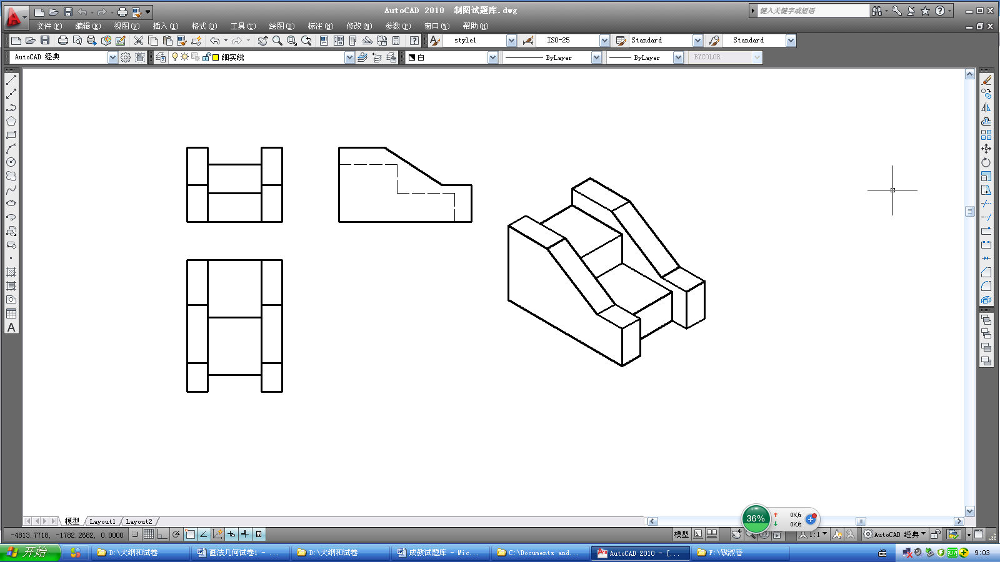 AutoCAD 2010 制图试题库.dwg
键入关键字或短语
文件(F) 编辑(E) 视图(V) 插入(I) 格式(O) 工具(T) 绘图(D) 标注(N) 修改(M) 参数(P) 窗口(W) 帮助(H)
style1 ISO-25 Standard Standard
AutoCAD 经典 细实线 白 ByLayer ByLayer BYCOLOR
A
模型 Layout1 Layout2
36% 0K/s
0K/s
-4813.7718, -1782.2682, 0.0000 模型 1:1 AutoCAD 经典
开始 D:\大纲和试卷 画法几何试卷1 - ... D:\大纲和试卷 成教试题库 - Mic... C:\Documents and... AutoCAD 2010 - [... F:\钱淑香 9:03